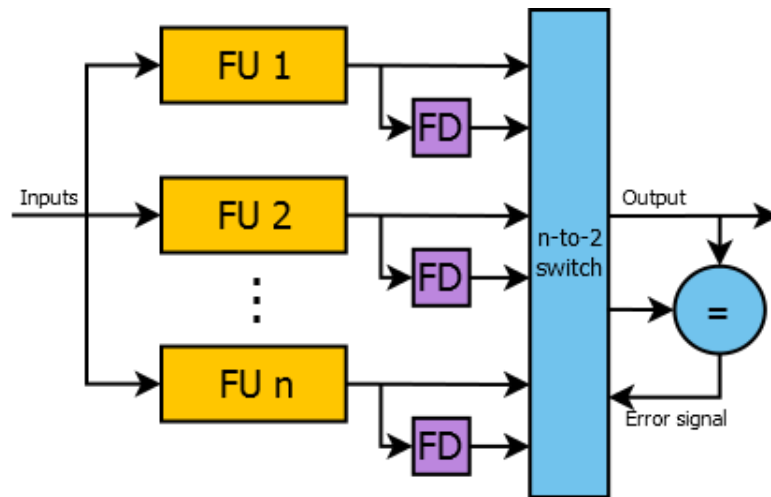 FU 1
FD
Inputs
FU 2
FD
n-to-2
switch
Output
=
FU n
FD
Error signal